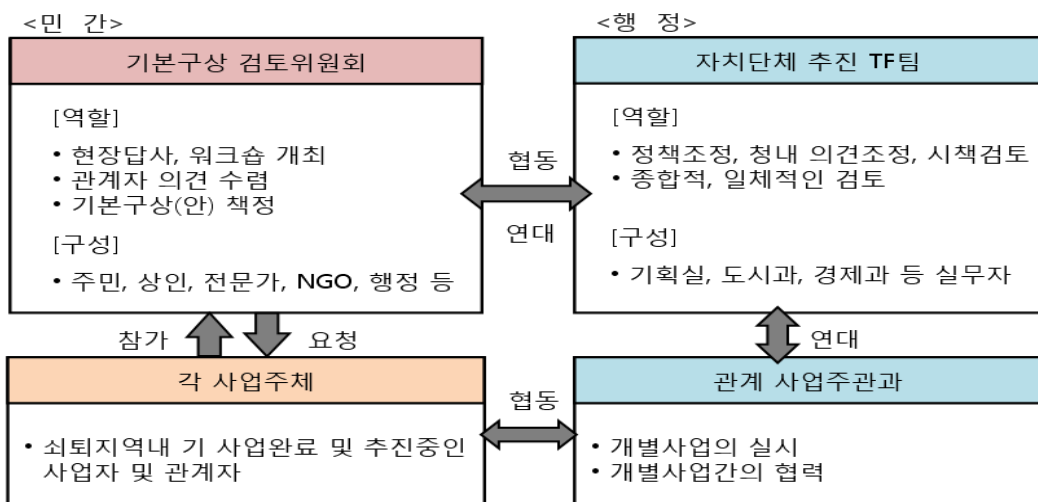 <민 간>
기본구상 검토위원회
[역할]
• 현장답사, 워크숍 개최
• 관계자 의견 수렴
• 기본구상(안) 책정
[구성]
• 주민, 상인, 전문가, NGO, 행정 등
협동
연대
<행 정>
자치단체 추진 TF팀
[역할]
• 정책조정, 청내 의견조정, 시책검토
• 종합적, 일체적인 검토
[구성]
• 기획실, 도시과, 경제과 등 실무자
참가
요청
연대
각 사업주체
• 쇠퇴지역내 기 사업완료 및 추진중인
사업자 및 관계자
협동
관계 사업주관과
• 개별사업의 실시
• 개별사업간의 협력